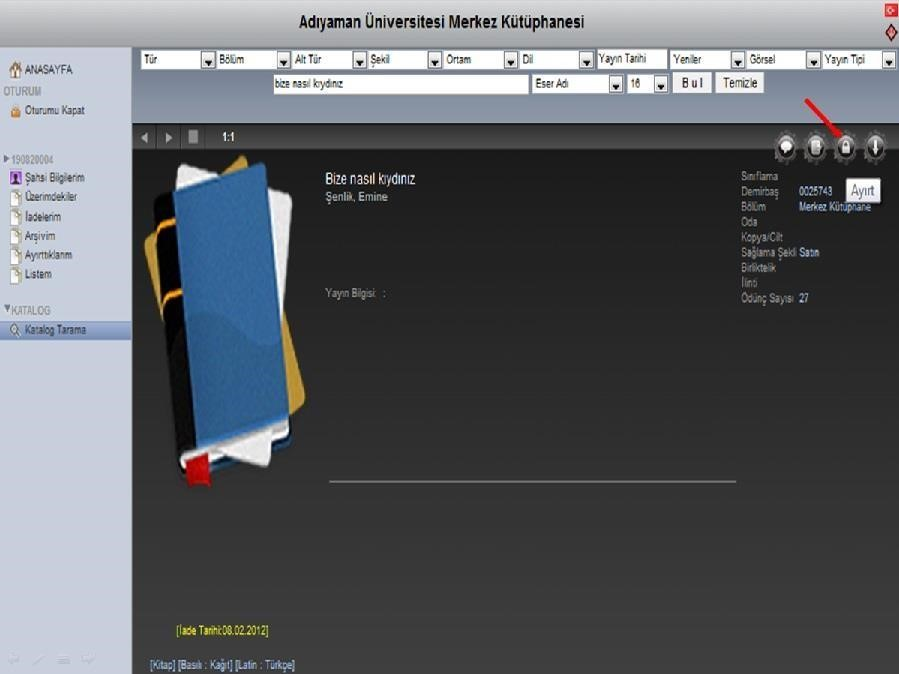 Adıyaman Üniversitesi Merkez Kütüphanesi
ANASAYFA
OTURUM
Oturumu Kapat
190820004
Şahsi Bilgilerim
Üzerimdekiler
İadelerim
Arşivim
Ayırttıklarım
Listem
KATALOG
Katalog Tarama
Tür Bölüm Alt Tür Şekil Ortam Dil Yayın Tarihi Yeniler Görsel Yayın Tipi
bize nasıl kıydınız Eser Adı 16 B u l Temizle
1:1
Bize nasıl kıydınız
Şenlik, Emine
Yayın Bilgisi :
Sınıflama
Demirbaş 0025743
Ayırt
Bölüm Merkez Kütüphane
Oda
Kopya/Cilt
Sağlama Şekli Satın
Birliktelik
İlinti
Ödünç Sayısı 27
[İade Tarihi:08.02.2012]
[Kitap] [Basılı : Kağıt] [Latin : Türkçe]